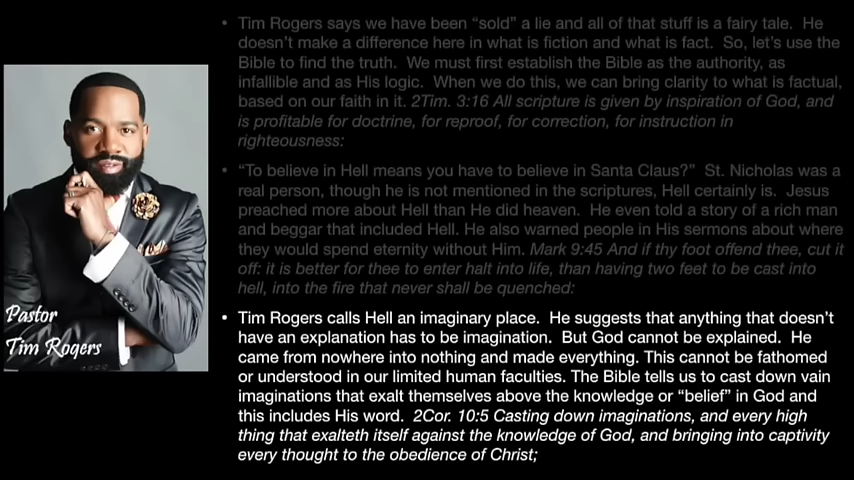 • Tim Rogers says we have been “sold” a lie and all of that stuff is a fairy tale.  He
doesn’t make a difference here in what is fiction and what is fact.  So, let’s use the
Bible to find the truth.  We must first establish the Bible as the authority, as
infallible and as His logic.  When we do this, we can bring clarity to what is factual,
based on our faith in it. 2Tim. 3:16 All scripture is given by inspiration of God, and
is profitable for doctrine, for reproof, for correction, for instruction in
righteousness:
• “To believe in Hell means you have to believe in Santa Claus?”  St. Nicholas was a
real person, though he is not mentioned in the scriptures, Hell certainly is.  Jesus
preached more about Hell than He did heaven.  He even told a story of a rich man
and beggar that included Hell. He also warned people in His sermons about where
they would spend eternity without Him. Mark 9:45 And if thy foot offend thee, cut it
off: it is better for thee to enter halt into life, than having two feet to be cast into
hell, into the fire that never shall be quenched:
• Tim Rogers calls Hell an imaginary place.  He suggests that anything that doesn’t
have an explanation has to be imagination.  But God cannot be explained.  He
came from nowhere into nothing and made everything. This cannot be fathomed
or understood in our limited human faculties. The Bible tells us to cast down vain
imaginations that exalt themselves above the knowledge or “belief” in God and
this includes His word.  2Cor. 10:5 Casting down imaginations, and every high
thing that exalteth itself against the knowledge of God, and bringing into captivity
every thought to the obedience of Christ;
Pastor
Tim Rogers